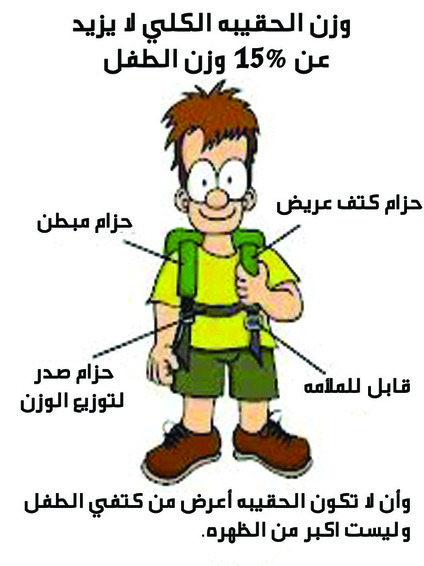 وزن الحقيبه الكلي لا يزيد
عن 15% وزن الطفل
حزام كتف عريض
حزام مبطن
حزام صدر
لتوزيع الوزن
قابل للملامه
وأن لا تكون الحقيبه أعرض من كتفي الطفل
وليست اكبر من الظهره.